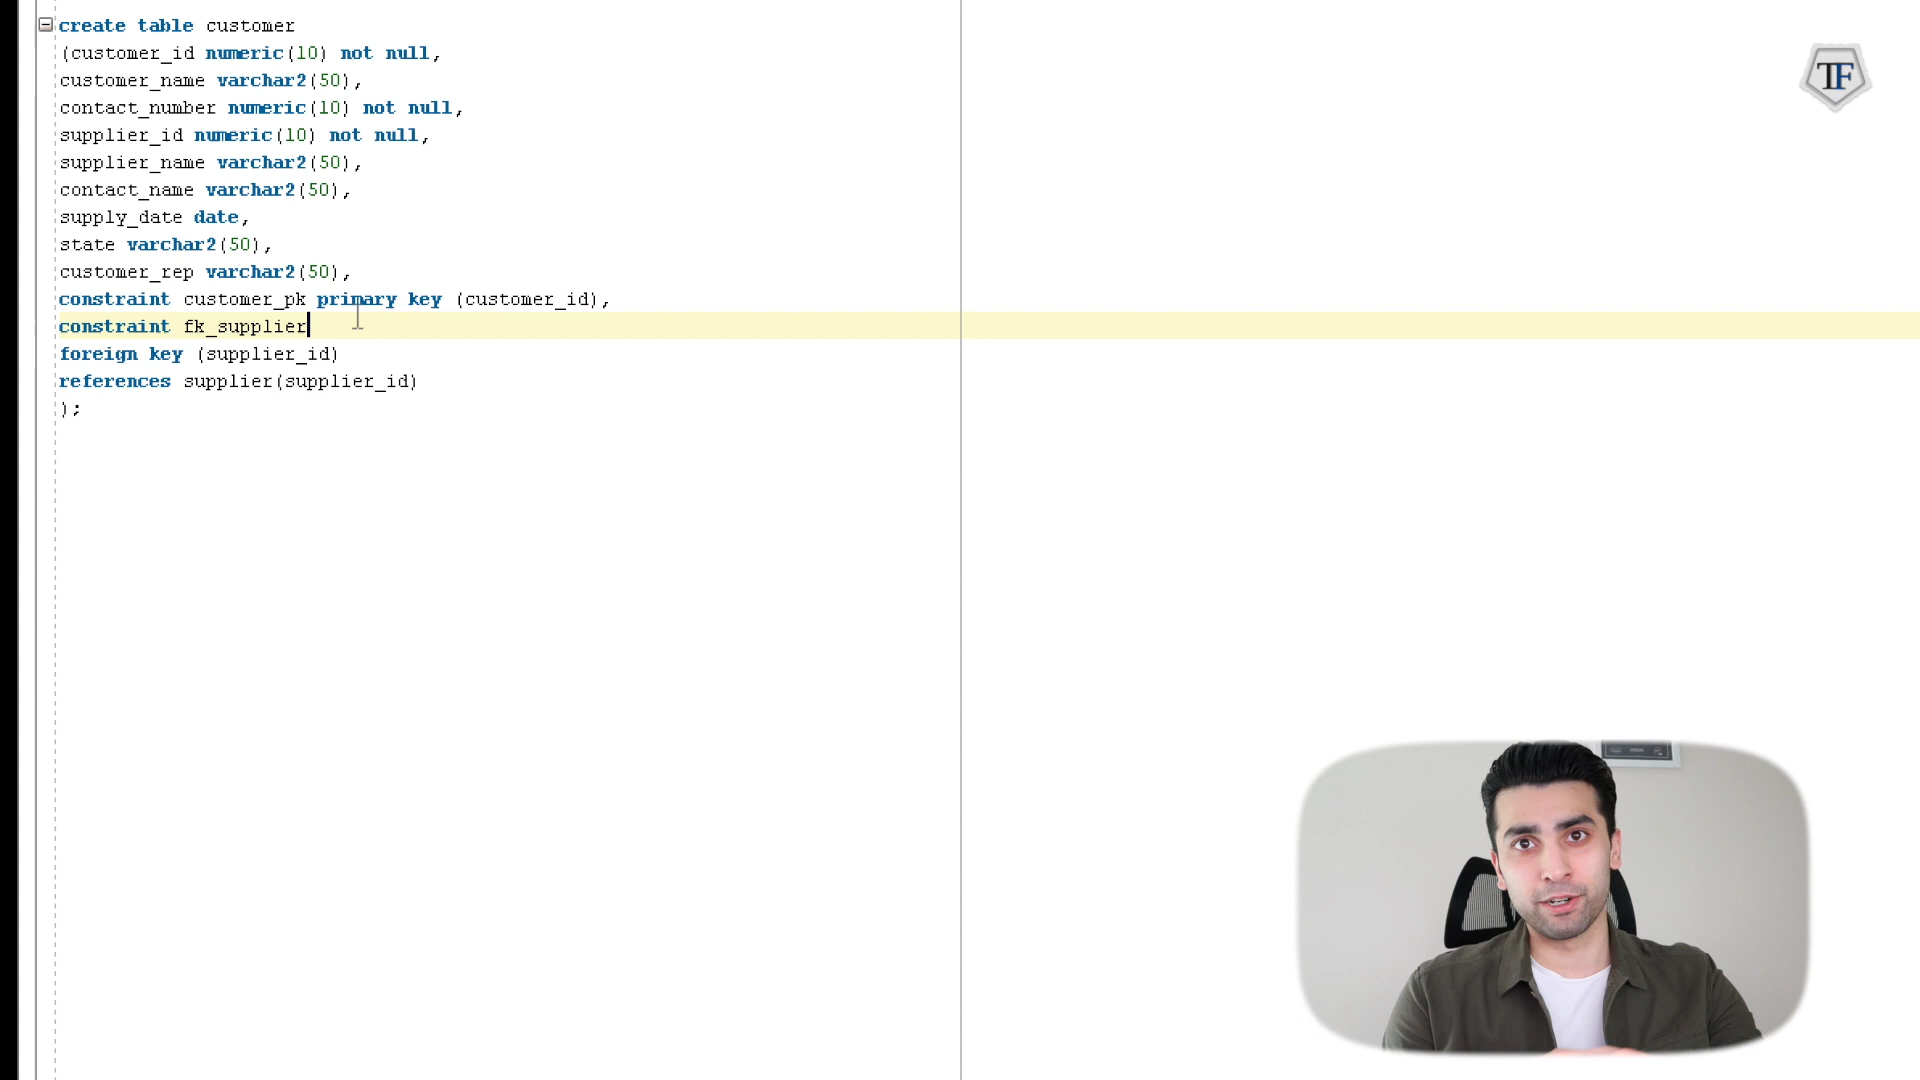 create table customer
(customer_id numeric(10) not null,
customer_name varchar2(50),
contact_number numeric(10) not null,
supplier_id numeric(10) not null,
supplier_name varchar2(50),
contact_name varchar2(50),
supply_date date,
state varchar2(50),
customer_rep varchar2(50),
constraint customer_pk primary key (customer_id),
constraint fk_supplier
foreign key (supplier_id)
references supplier(supplier_id)
);
TF